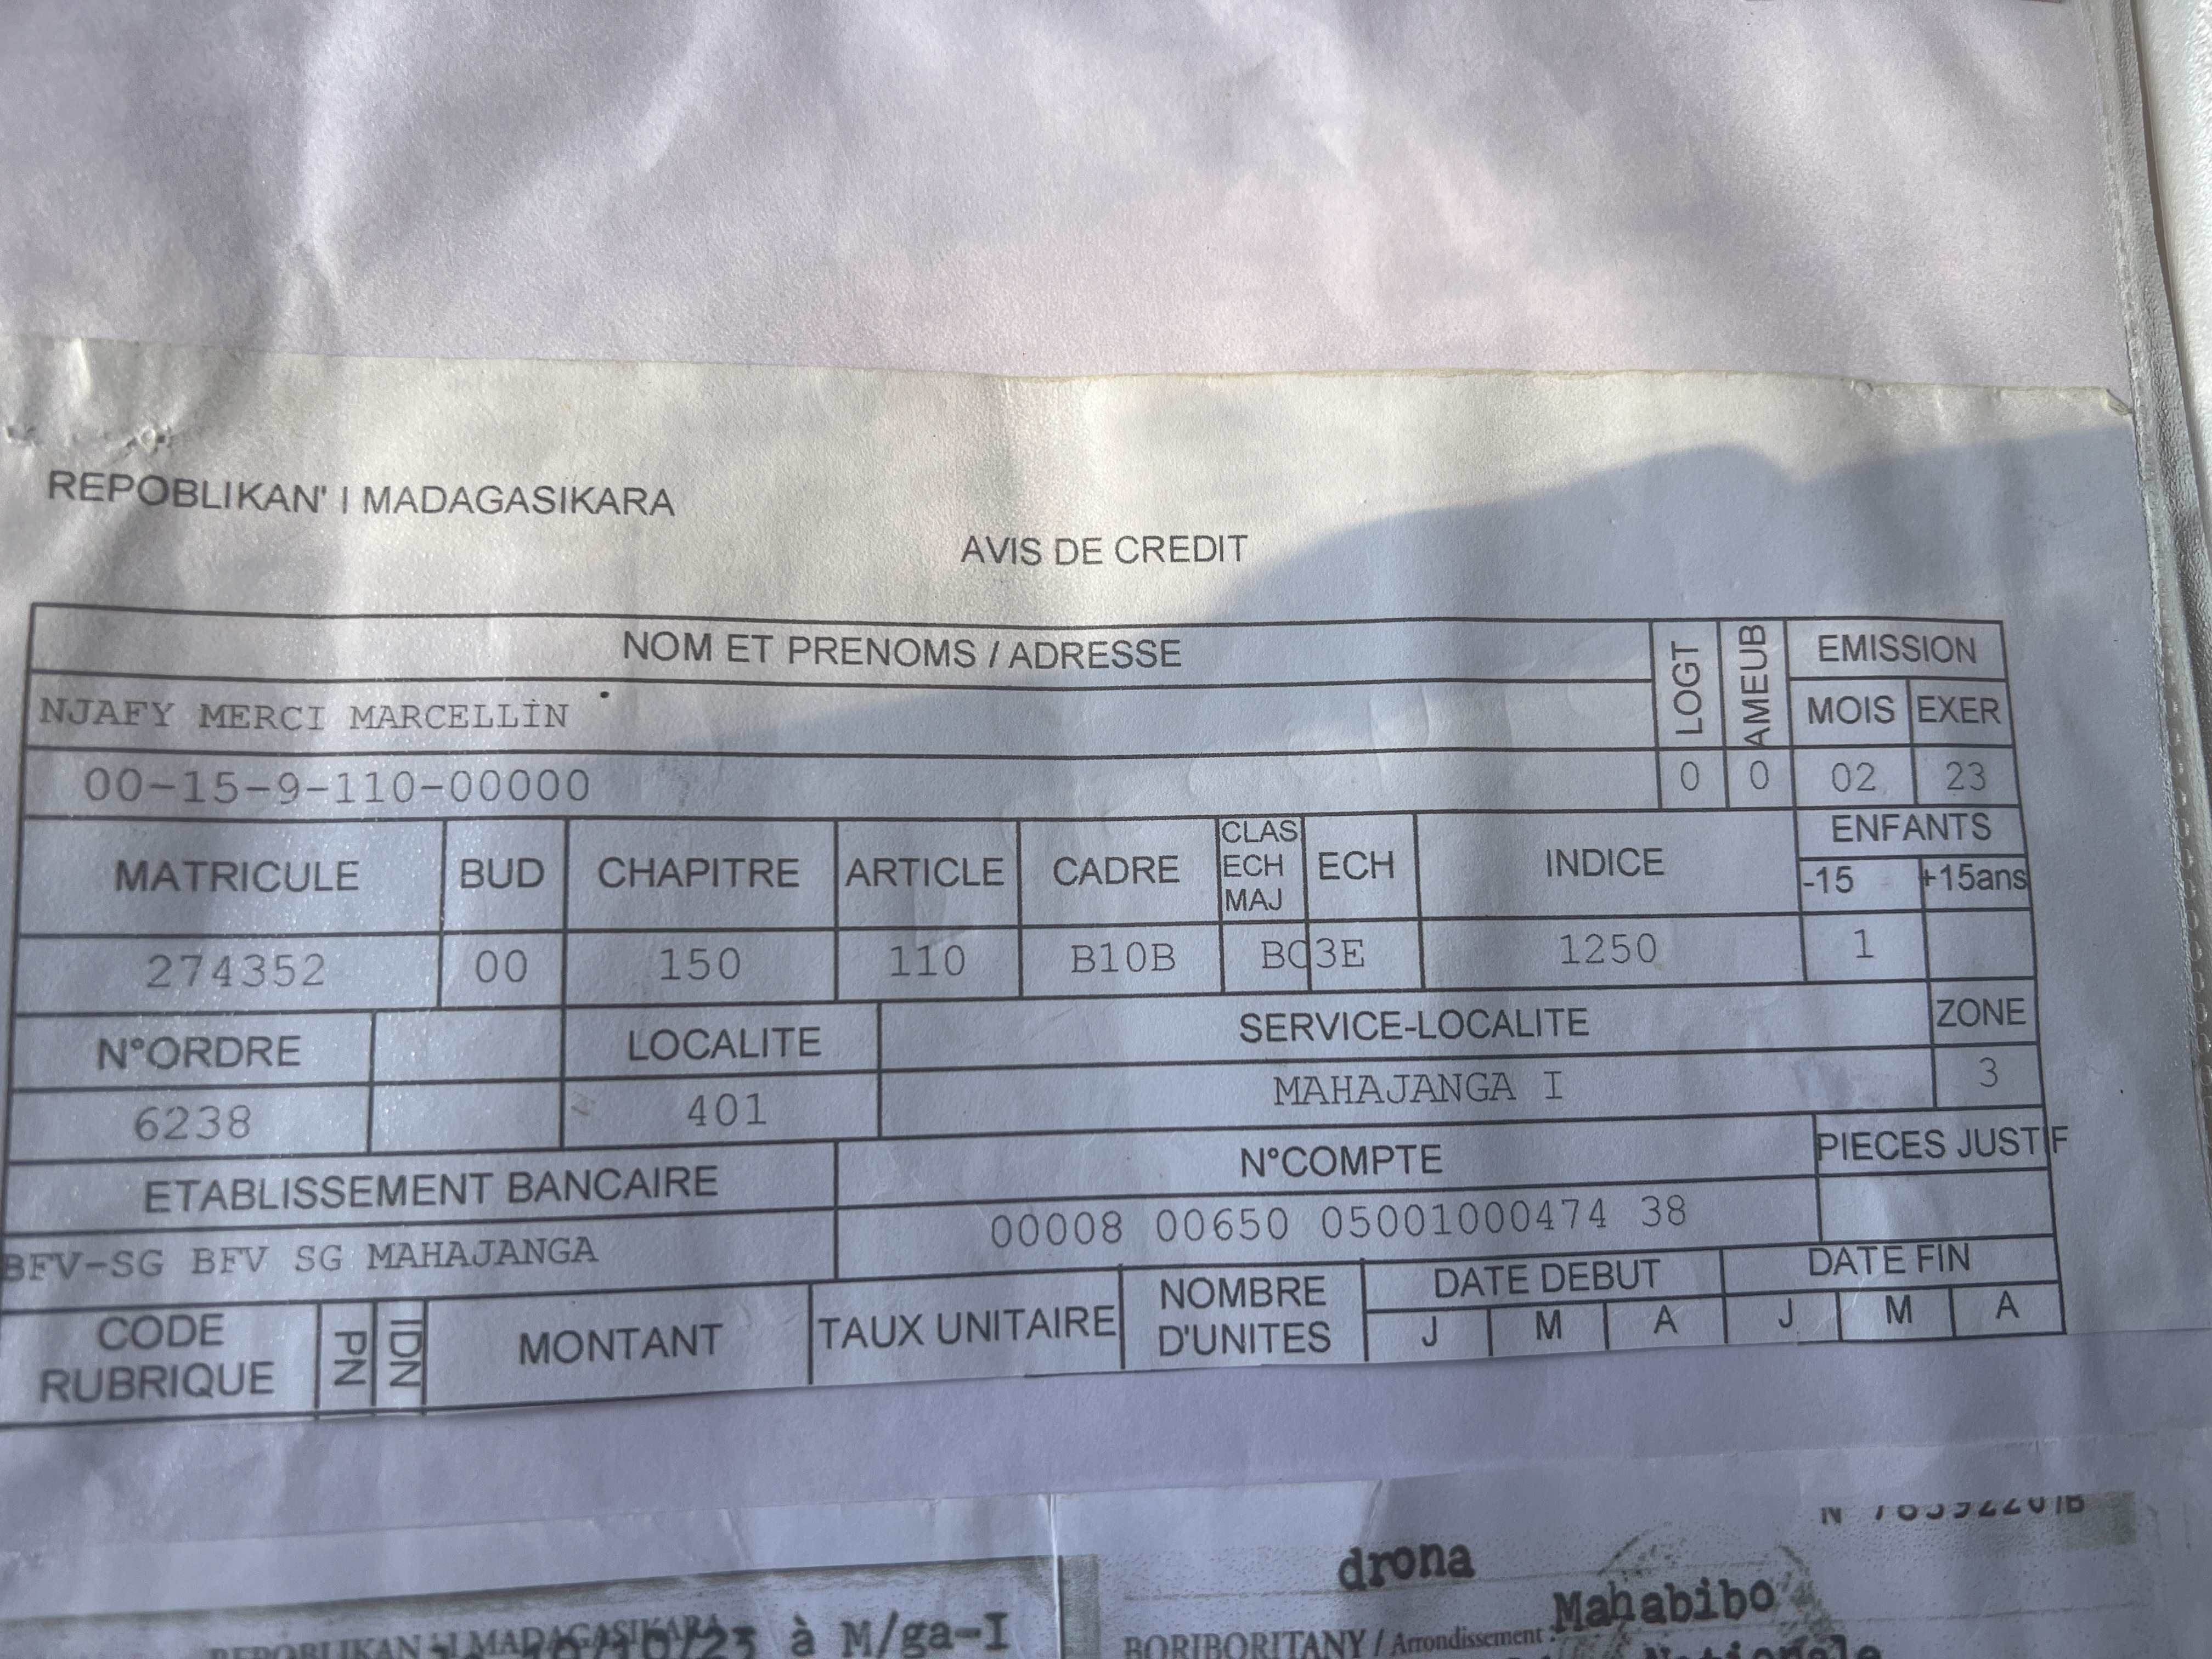 REPOBLIKAN' I MADAGASIKARA
AVIS DE CREDIT
NOM ET PRENOMS / ADRESSE LOGT AMEUB EMISSION
MOIS EXER
NJAFY MERCI MARCELLIN
00-15-9-110-00000 0 0 02 23
MATRICULE BUD CHAPITRE ARTICLE CADRE CLAS ECH MAJ ECH INDICE ENFANTS
-15 +15ans
274352 00 150 110 B10B BC 3E 1250 1
N°ORDRE LOCALITE SERVICE-LOCALITE ZONE
6238 401 MAHAJANGA I 3
ETABLISSEMENT BANCAIRE N°COMPTE PIECES JUSTIF
BFV-SG BFV SG MAHAJANGA 00008 00650 05001000474 38
CODE RUBRIQUE PN IDN MONTANT TAUX UNITAIRE NOMBRE D'UNITES DATE DEBUT DATE FIN
J M A J M A
drona
Mahabibo
REPOBLIKAN'I MADAGASIKARA à M/ga-I
BORIBORITANY / Arrondissement :